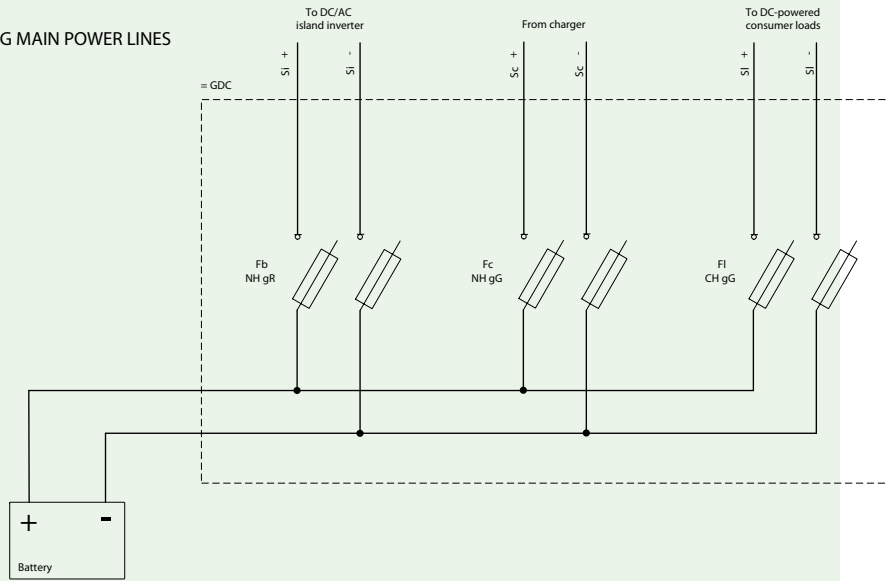 To DC/AC
island inverter
From charger
To DC-powered
consumer loads
G MAIN POWER LINES
Si +
Si -
Sc +
Sc -
Sl +
Sl -
= GDC
Fb
NH gR
Fc
NH gG
Fl
CH gG
+ -
Battery